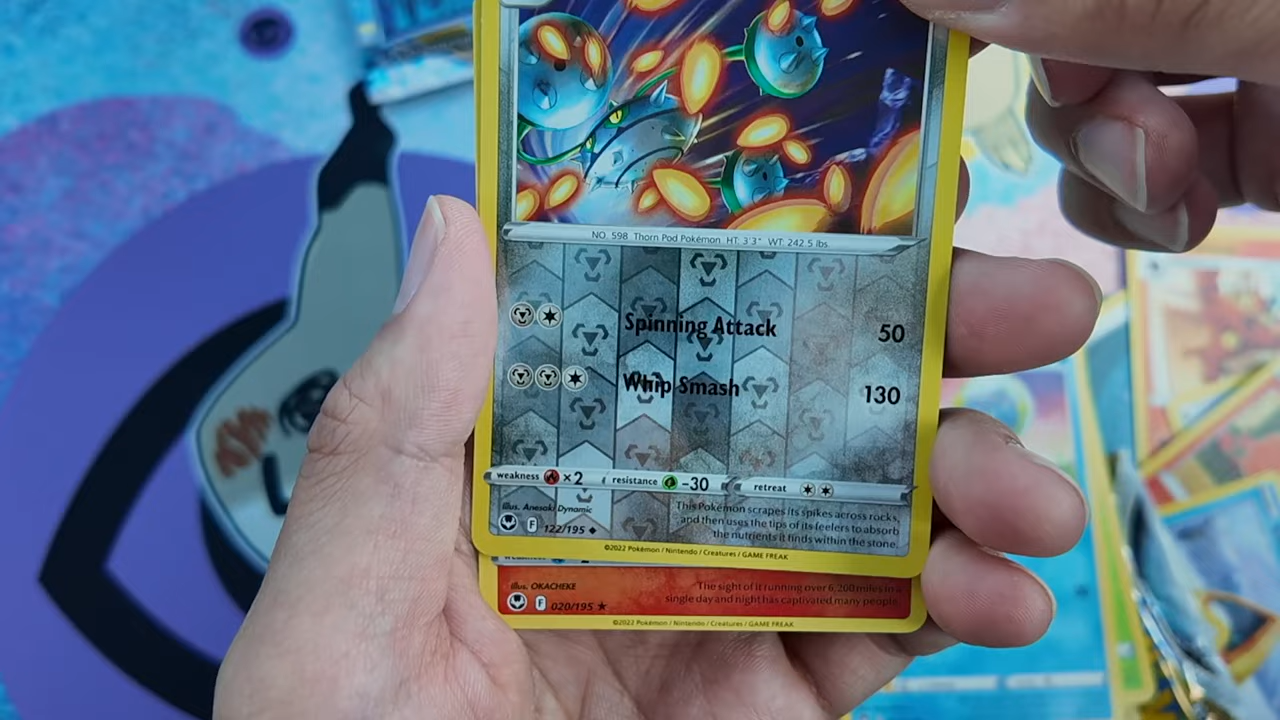 NO. 598 Thorn Pod Pokémon HT: 3'3" WT: 242.5 lbs.
Spinning Attack 50
Whip Smash 130
weakness ×2 resistance -30 retreat
illus. Anesaki Dynamic
This Pokémon scrapes its spikes across rocks,
and then uses the tips of its feelers to absorb
the nutrients it finds within the stone.
F 122/195
©2022 Pokémon / Nintendo / Creatures / GAME FREAK
illus. OKACHEKE
The sight of it running over 6,200 miles in a
single day and night has captivated many people.
F 020/195
©2022 Pokémon / Nintendo / Creatures / GAME FREAK